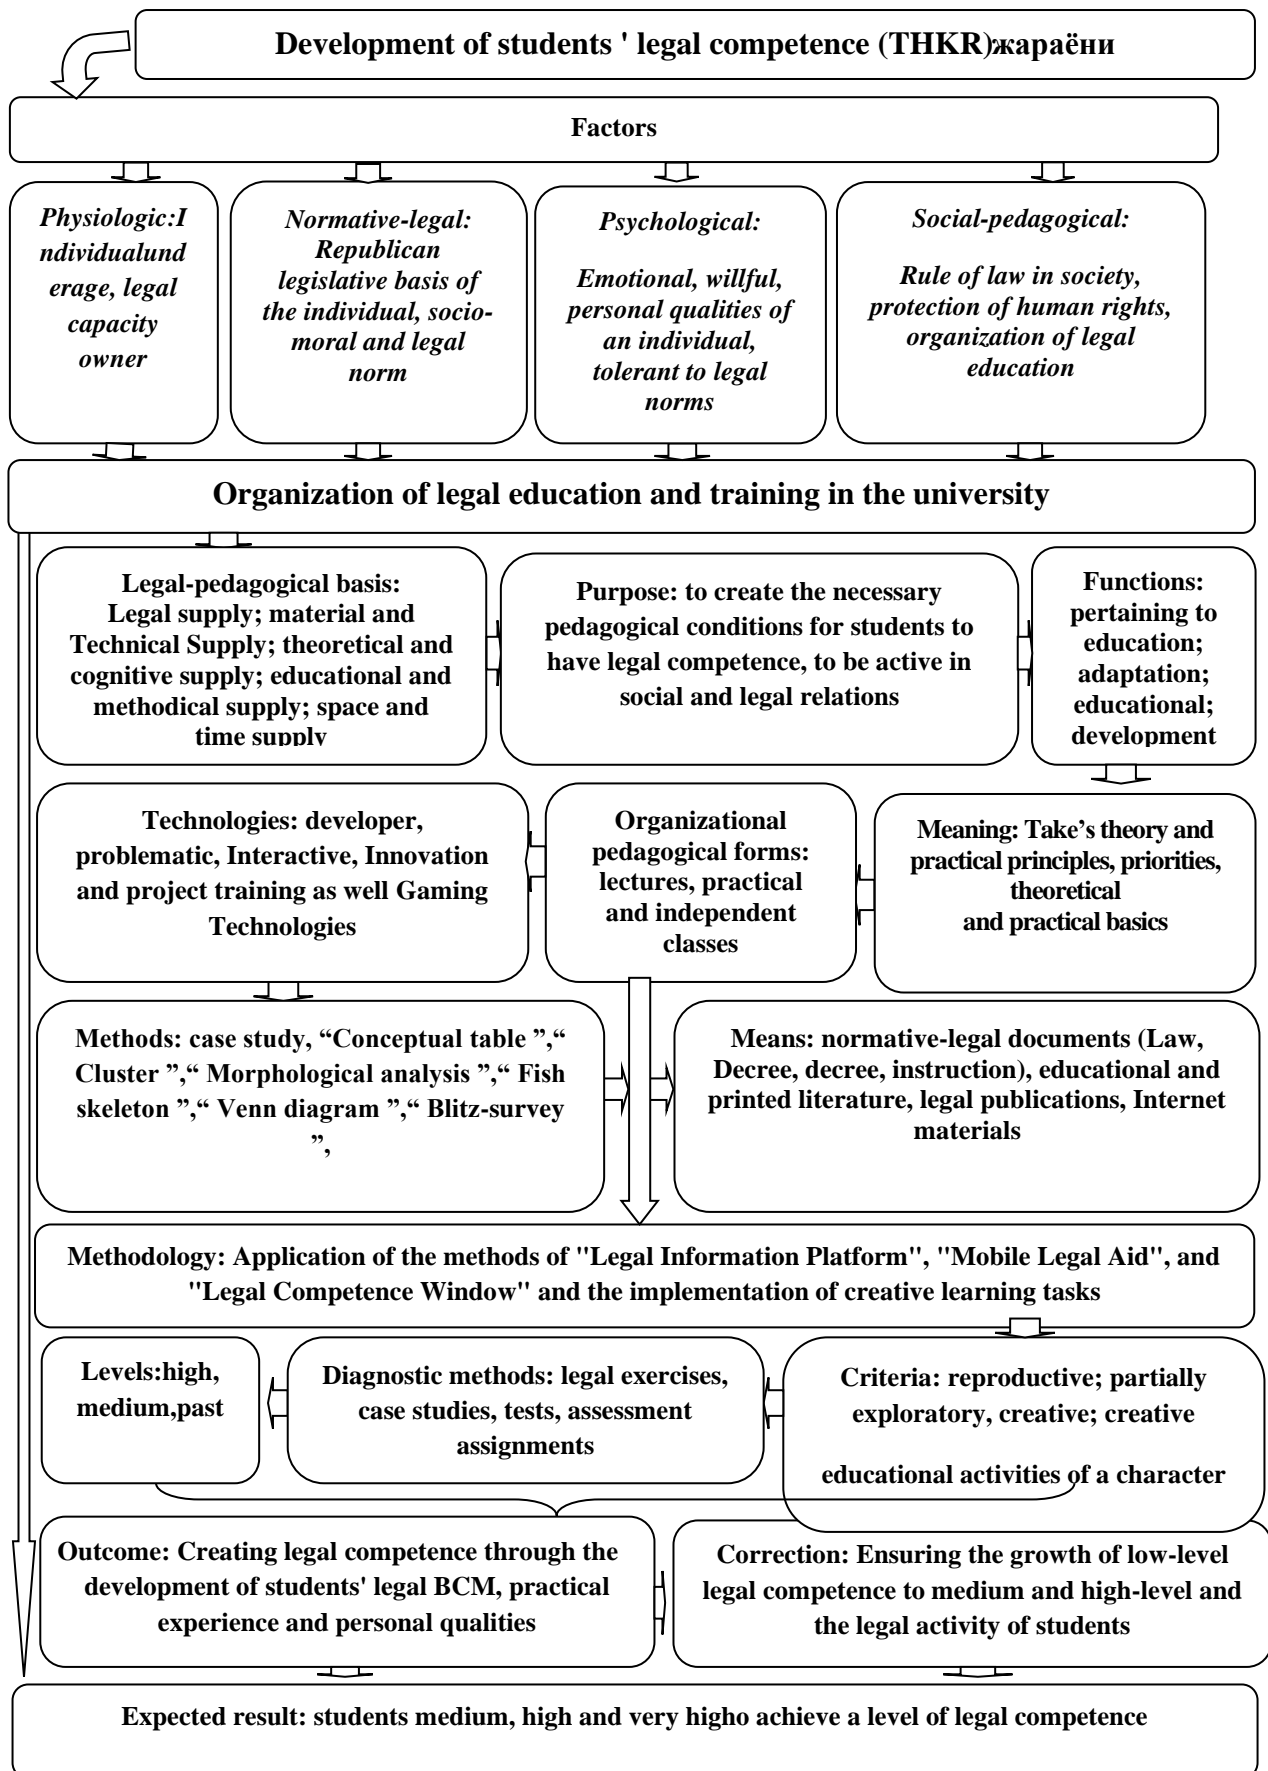 Development of students ' legal competence (THKR)жараёни
Factors
Physiologic:I
ndividualund
erage, legal
capacity
owner
Normative-legal:
Republican
legislative basis of
the individual, socio-
moral and legal
norm
Psychological:
Emotional, willful,
personal qualities of
an individual,
tolerant to legal
norms
Social-pedagogical:
Rule of law in society,
protection of human rights,
organization of legal
education
Organization of legal education and training in the university
Legal-pedagogical basis:
Legal supply; material and
Technical Supply; theoretical and
cognitive supply; educational and
methodical supply; space and
time supply
Purpose: to create the necessary
pedagogical conditions for students to
have legal competence, to be active in
social and legal relations
Functions:
pertaining to
education;
adaptation;
educational;
development
Technologies: developer,
problematic, Interactive, Innovation
and project training as well Gaming
Technologies
Organizational
pedagogical forms:
lectures, practical
and independent
classes
Meaning: Take's theory and
practical principles, priorities,
theoretical
and practical basics
Methods: case study, “Conceptual table ”,“
Cluster ”,“ Morphological analysis ”,“ Fish
skeleton ”,“ Venn diagram ”,“ Blitz-survey
”,
Means: normative-legal documents (Law,
Decree, decree, instruction), educational and
printed literature, legal publications, Internet
materials
Methodology: Application of the methods of "Legal Information Platform", "Mobile Legal Aid", and
"Legal Competence Window" and the implementation of creative learning tasks
Levels:high,
medium,past
Diagnostic methods: legal exercises,
case studies, tests, assessment
assignments
Criteria: reproductive; partially
exploratory, creative; creative
educational activities of a character
Outcome: Creating legal competence through the
development of students' legal BCM, practical
experience and personal qualities
Correction: Ensuring the growth of low-level
legal competence to medium and high-level and
the legal activity of students
Expected result: students medium, high and very higho achieve a level of legal competence